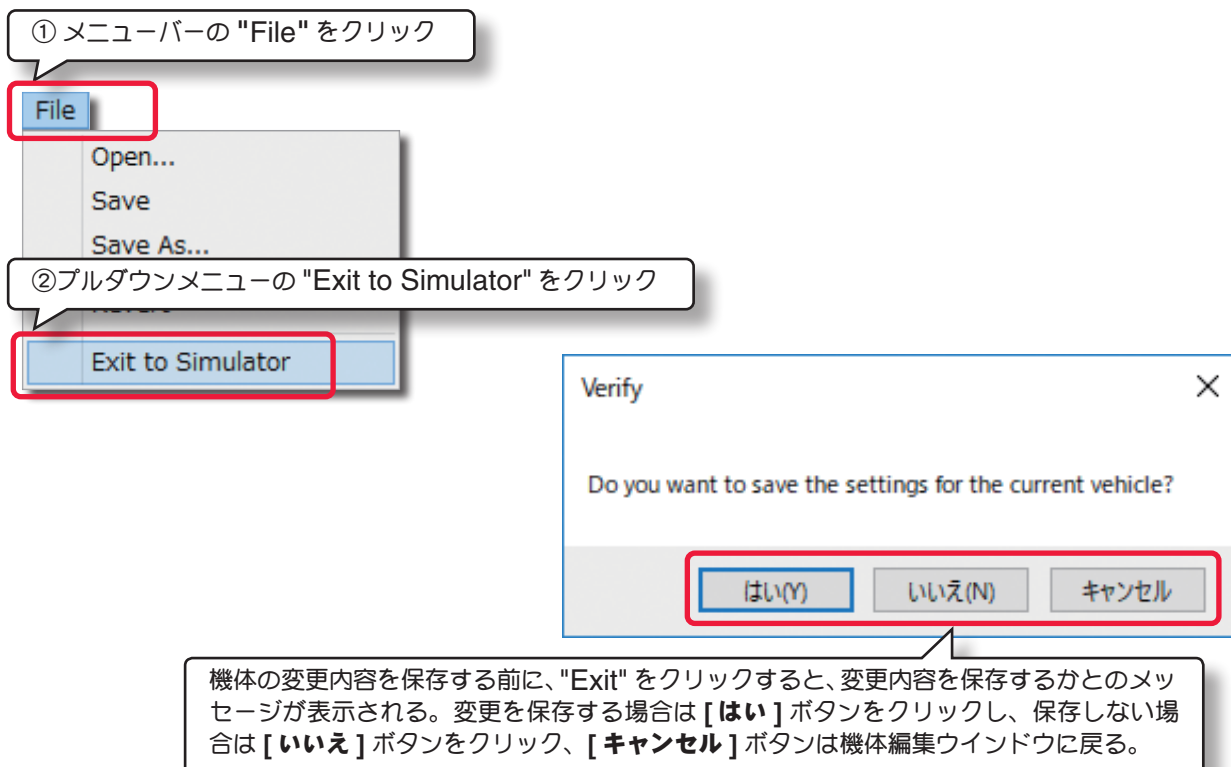 ① メニューバーの "File" をクリック
File
Open...
Save
Save As...
②プルダウンメニューの "Exit to Simulator" をクリック
Exit to Simulator
Verify
Do you want to save the settings for the current vehicle?
はい(Y) いいえ(N) キャンセル
機体の変更内容を保存する前に、"Exit" をクリックすると、変更内容を保存するかとのメッ
セージが表示される。変更を保存する場合は [ はい ] ボタンをクリックし、保存しない場
合は [ いいえ ] ボタンをクリック、[ キャンセル ] ボタンは機体編集ウインドウに戻る。